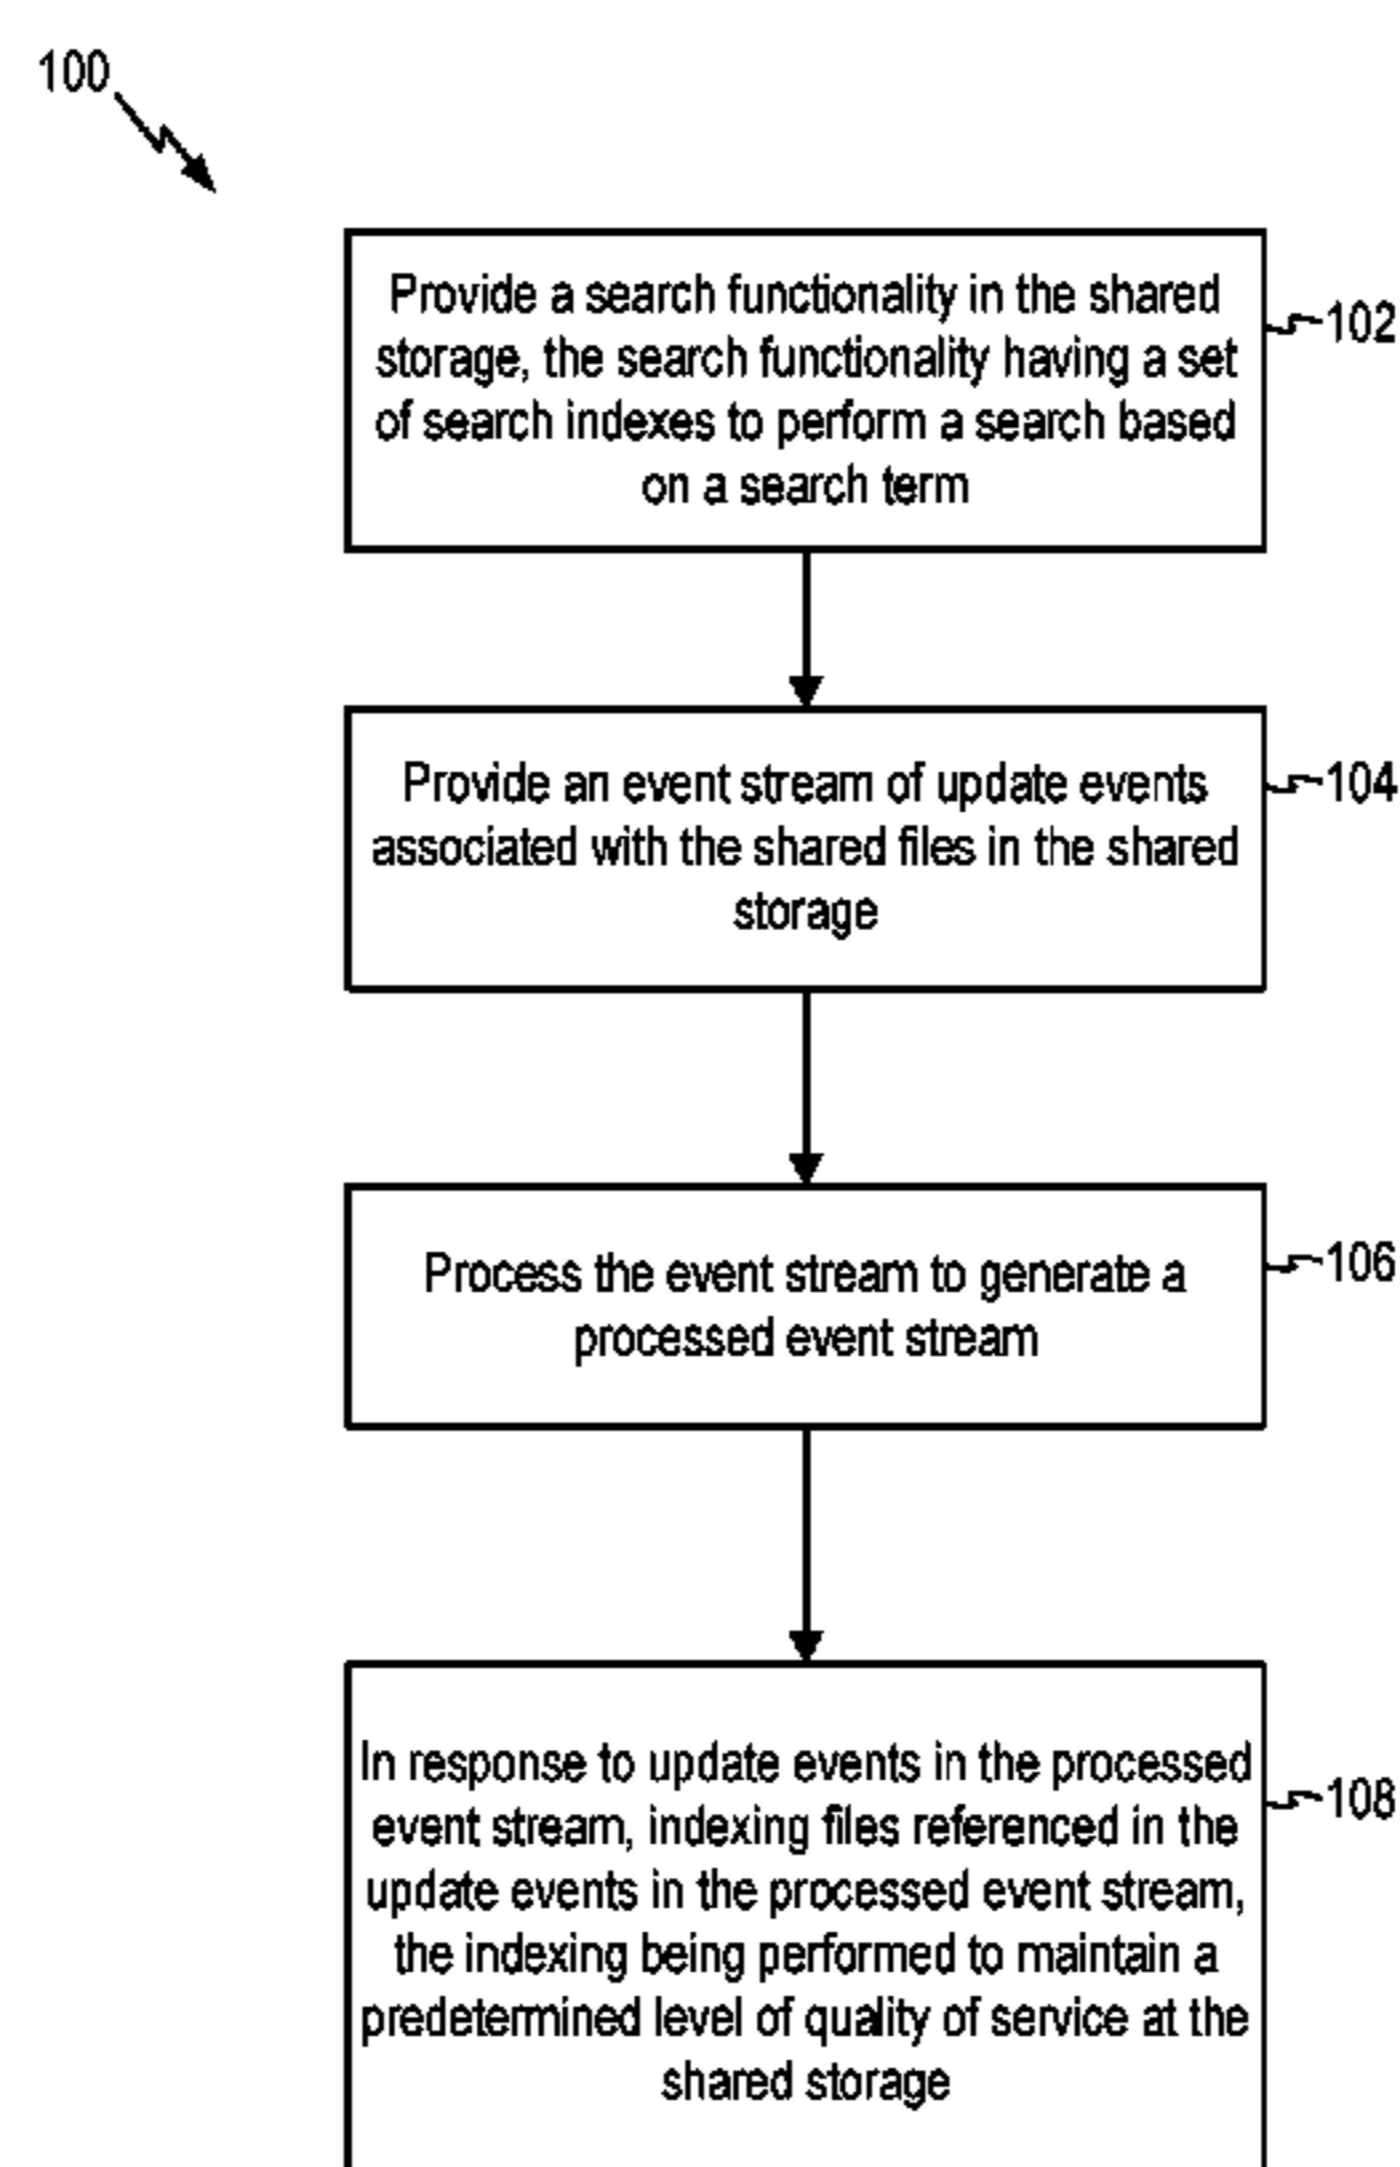 100
Provide a search functionality in the shared
storage, the search functionality having a set
of search indexes to perform a search based
on a search term
102
Provide an event stream of update events
associated with the shared files in the shared
storage
104
Process the event stream to generate a
processed event stream
106
In response to update events in the processed
event stream, indexing files referenced in the
update events in the processed event stream,
the indexing being performed to maintain a
predetermined level of quality of service at the
shared storage
108